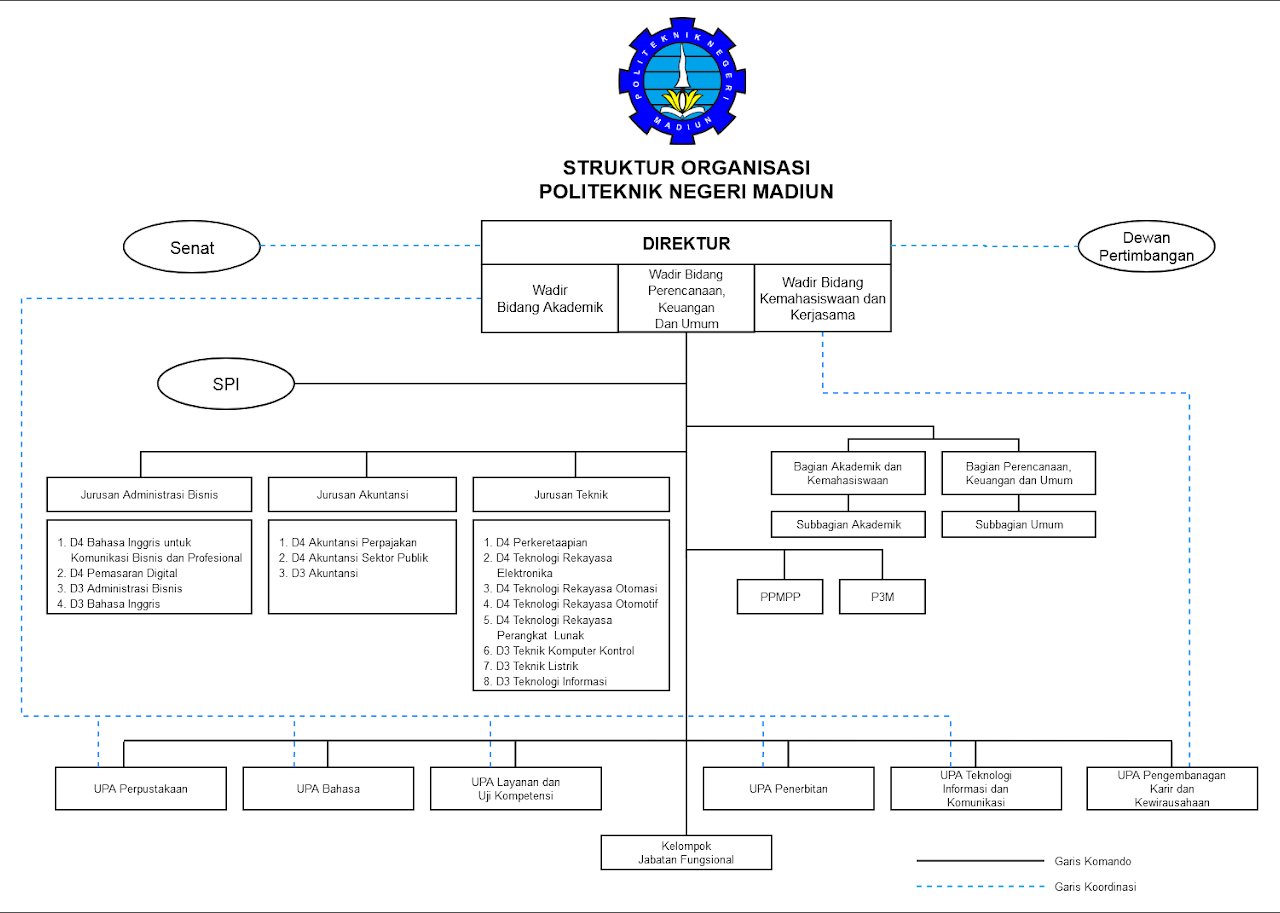 POLITEKNIK NEGERI
MADIUN
STRUKTUR ORGANISASI
POLITEKNIK NEGERI MADIUN
Senat
DIREKTUR
Dewan
Pertimbangan
Wadir
Bidang Akademik
Wadir Bidang
Perencanaan,
Keuangan
Dan Umum
Wadir Bidang
Kemahasiswaan dan
Kerjasama
SPI
Jurusan Administrasi Bisnis
1. D4 Bahasa Inggris untuk
Komunikasi Bisnis dan Profesional
2. D4 Pemasaran Digital
3. D3 Administrasi Bisnis
4. D3 Bahasa Inggris
Jurusan Akuntansi
1. D4 Akuntansi Perpajakan
2. D4 Akuntansi Sektor Publik
3. D3 Akuntansi
Jurusan Teknik
1. D4 Perkeretaapian
2. D4 Teknologi Rekayasa
Elektronika
3. D4 Teknologi Rekayasa Otomasi
4. D4 Teknologi Rekayasa Otomotif
5. D4 Teknologi Rekayasa
Perangkat Lunak
6. D3 Teknik Komputer Kontrol
7. D3 Teknik Listrik
8. D3 Teknologi Informasi
Bagian Akademik dan
Kemahasiswaan
Subbagian Akademik
Bagian Perencanaan,
Keuangan dan Umum
Subbagian Umum
PPMPP
P3M
UPA Perpustakaan
UPA Bahasa
UPA Layanan dan
Uji Kompetensi
UPA Penerbitan
UPA Teknologi
Informasi dan
Komunikasi
UPA Pengembanagan
Karir dan
Kewirausahaan
Kelompok
Jabatan Fungsional
Garis Komando
Garis Koordinasi